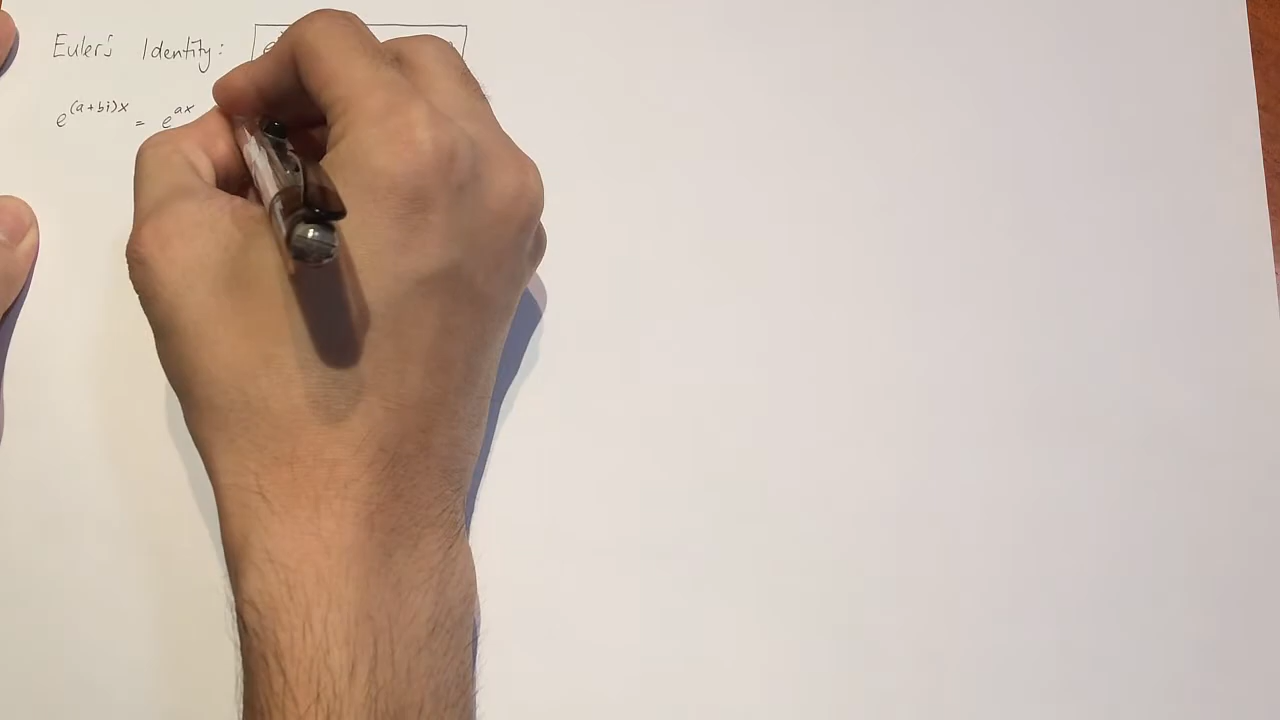 Euler's Identity: e
e^{(a+bi)x} = e^{ax}